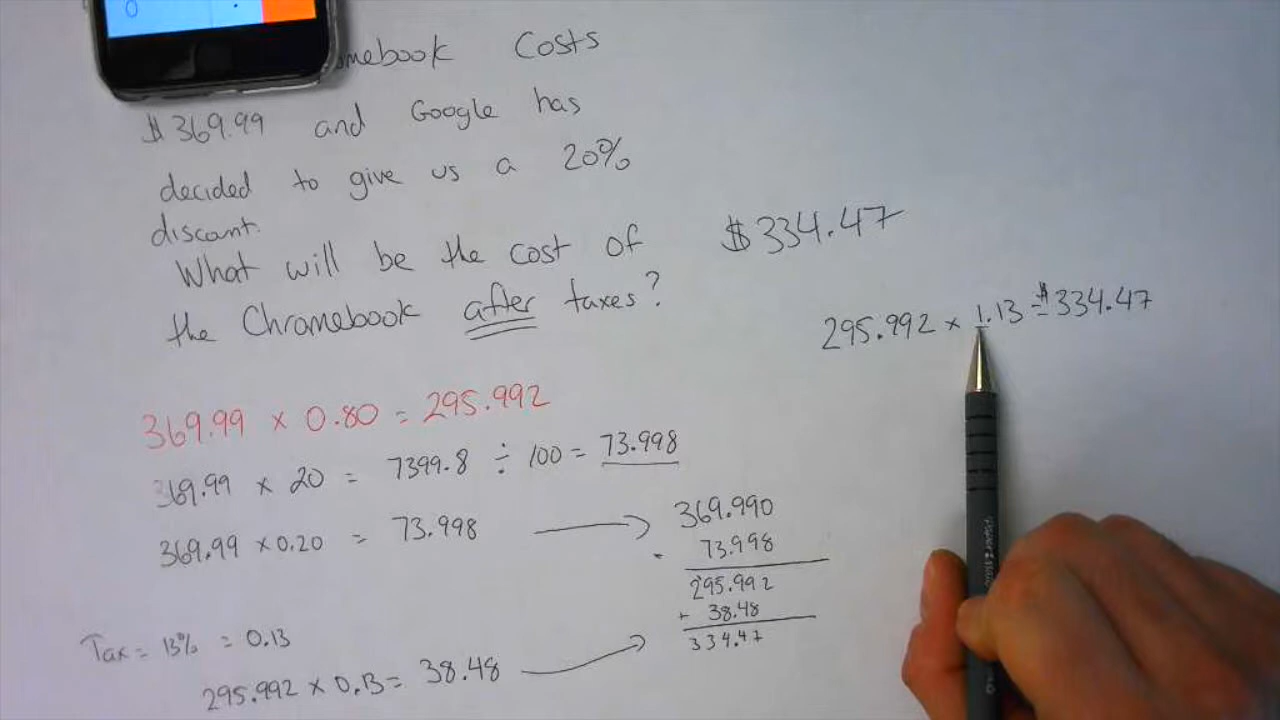 Costs
$369.99 and Google has
decided to give us a 20%
discount.
What will be the cost of
the Chromebook after taxes?
$334.47
295.992 × 1.13 = $334.47
369.99 × 0.80 = 295.992
369.99 × 20 = 7399.8 ÷ 100 = 73.998
369.99 × 0.20 = 73.998
369.990
- 73.998
295.992
+ 38.48
334.47
Tax = 13% = 0.13
295.992 × 0.13 = 38.48
0